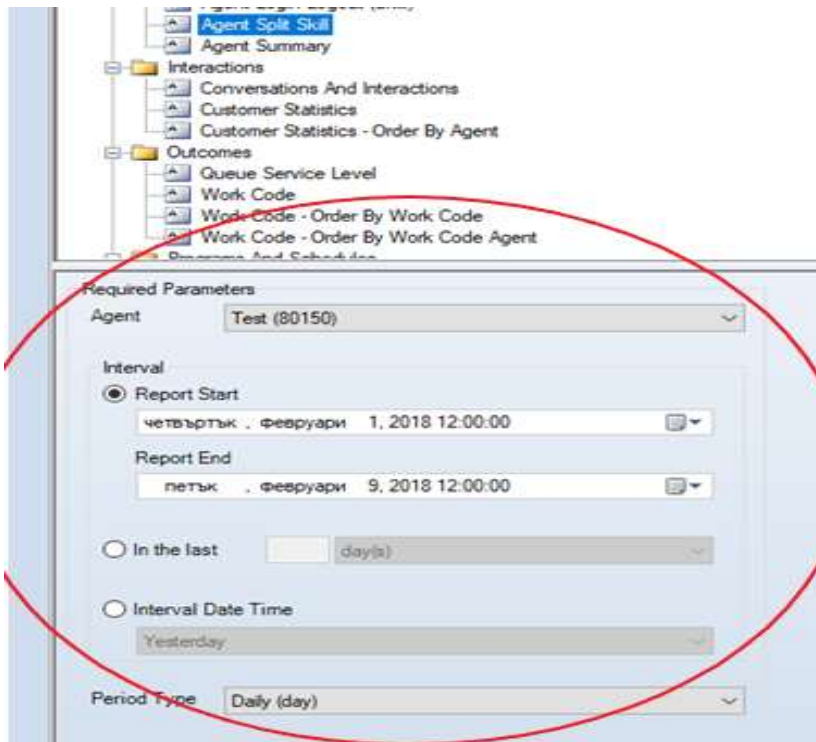 Agent Split Skill
Agent Summary
Interactions
Conversations And Interactions
Customer Statistics
Customer Statistics - Order By Agent
Outcomes
Queue Service Level
Work Code
Work Code - Order By Work Code
Work Code - Order By Work Code Agent
Programs And Schedules
Required Parameters
Agent Test (80150)
Interval
Report Start
четвъртък , февруари 1, 2018 12:00:00
Report End
петък , февруари 9, 2018 12:00:00
In the last day(s)
Interval Date Time
Yesterday
Period Type Daily (day)